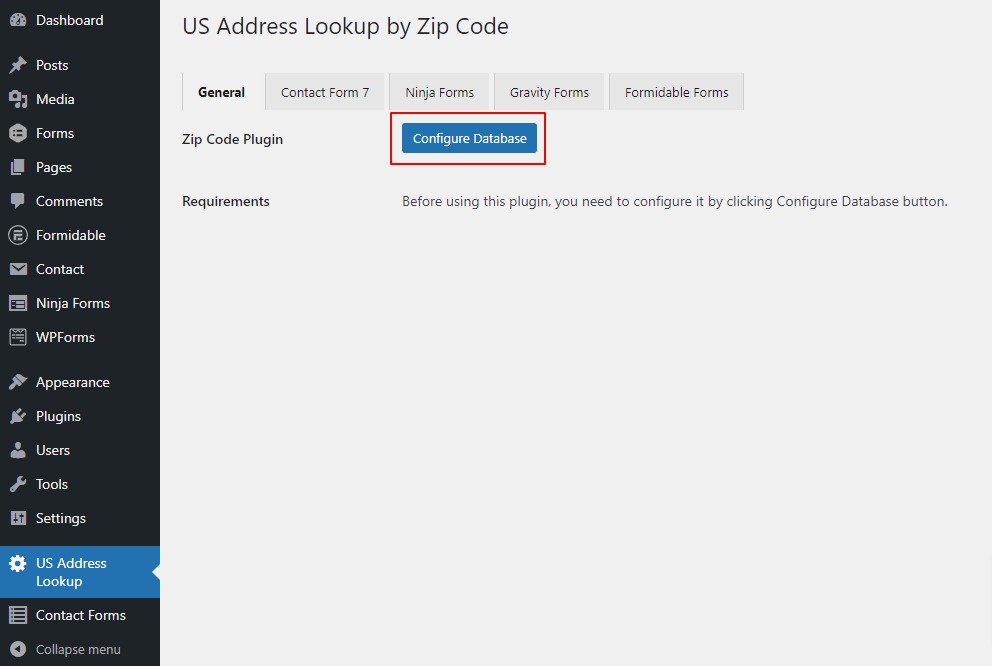 Dashboard
Posts
Media
Forms
Pages
Comments
Formidable
Contact
Ninja Forms
WPForms
Appearance
Plugins
Users
Tools
Settings
US Address
Lookup
Contact Forms
Collapse menu
US Address Lookup by Zip Code
General Contact Form 7 Ninja Forms Gravity Forms Formidable Forms
Zip Code Plugin Configure Database
Requirements Before using this plugin, you need to configure it by clicking Configure Database button.